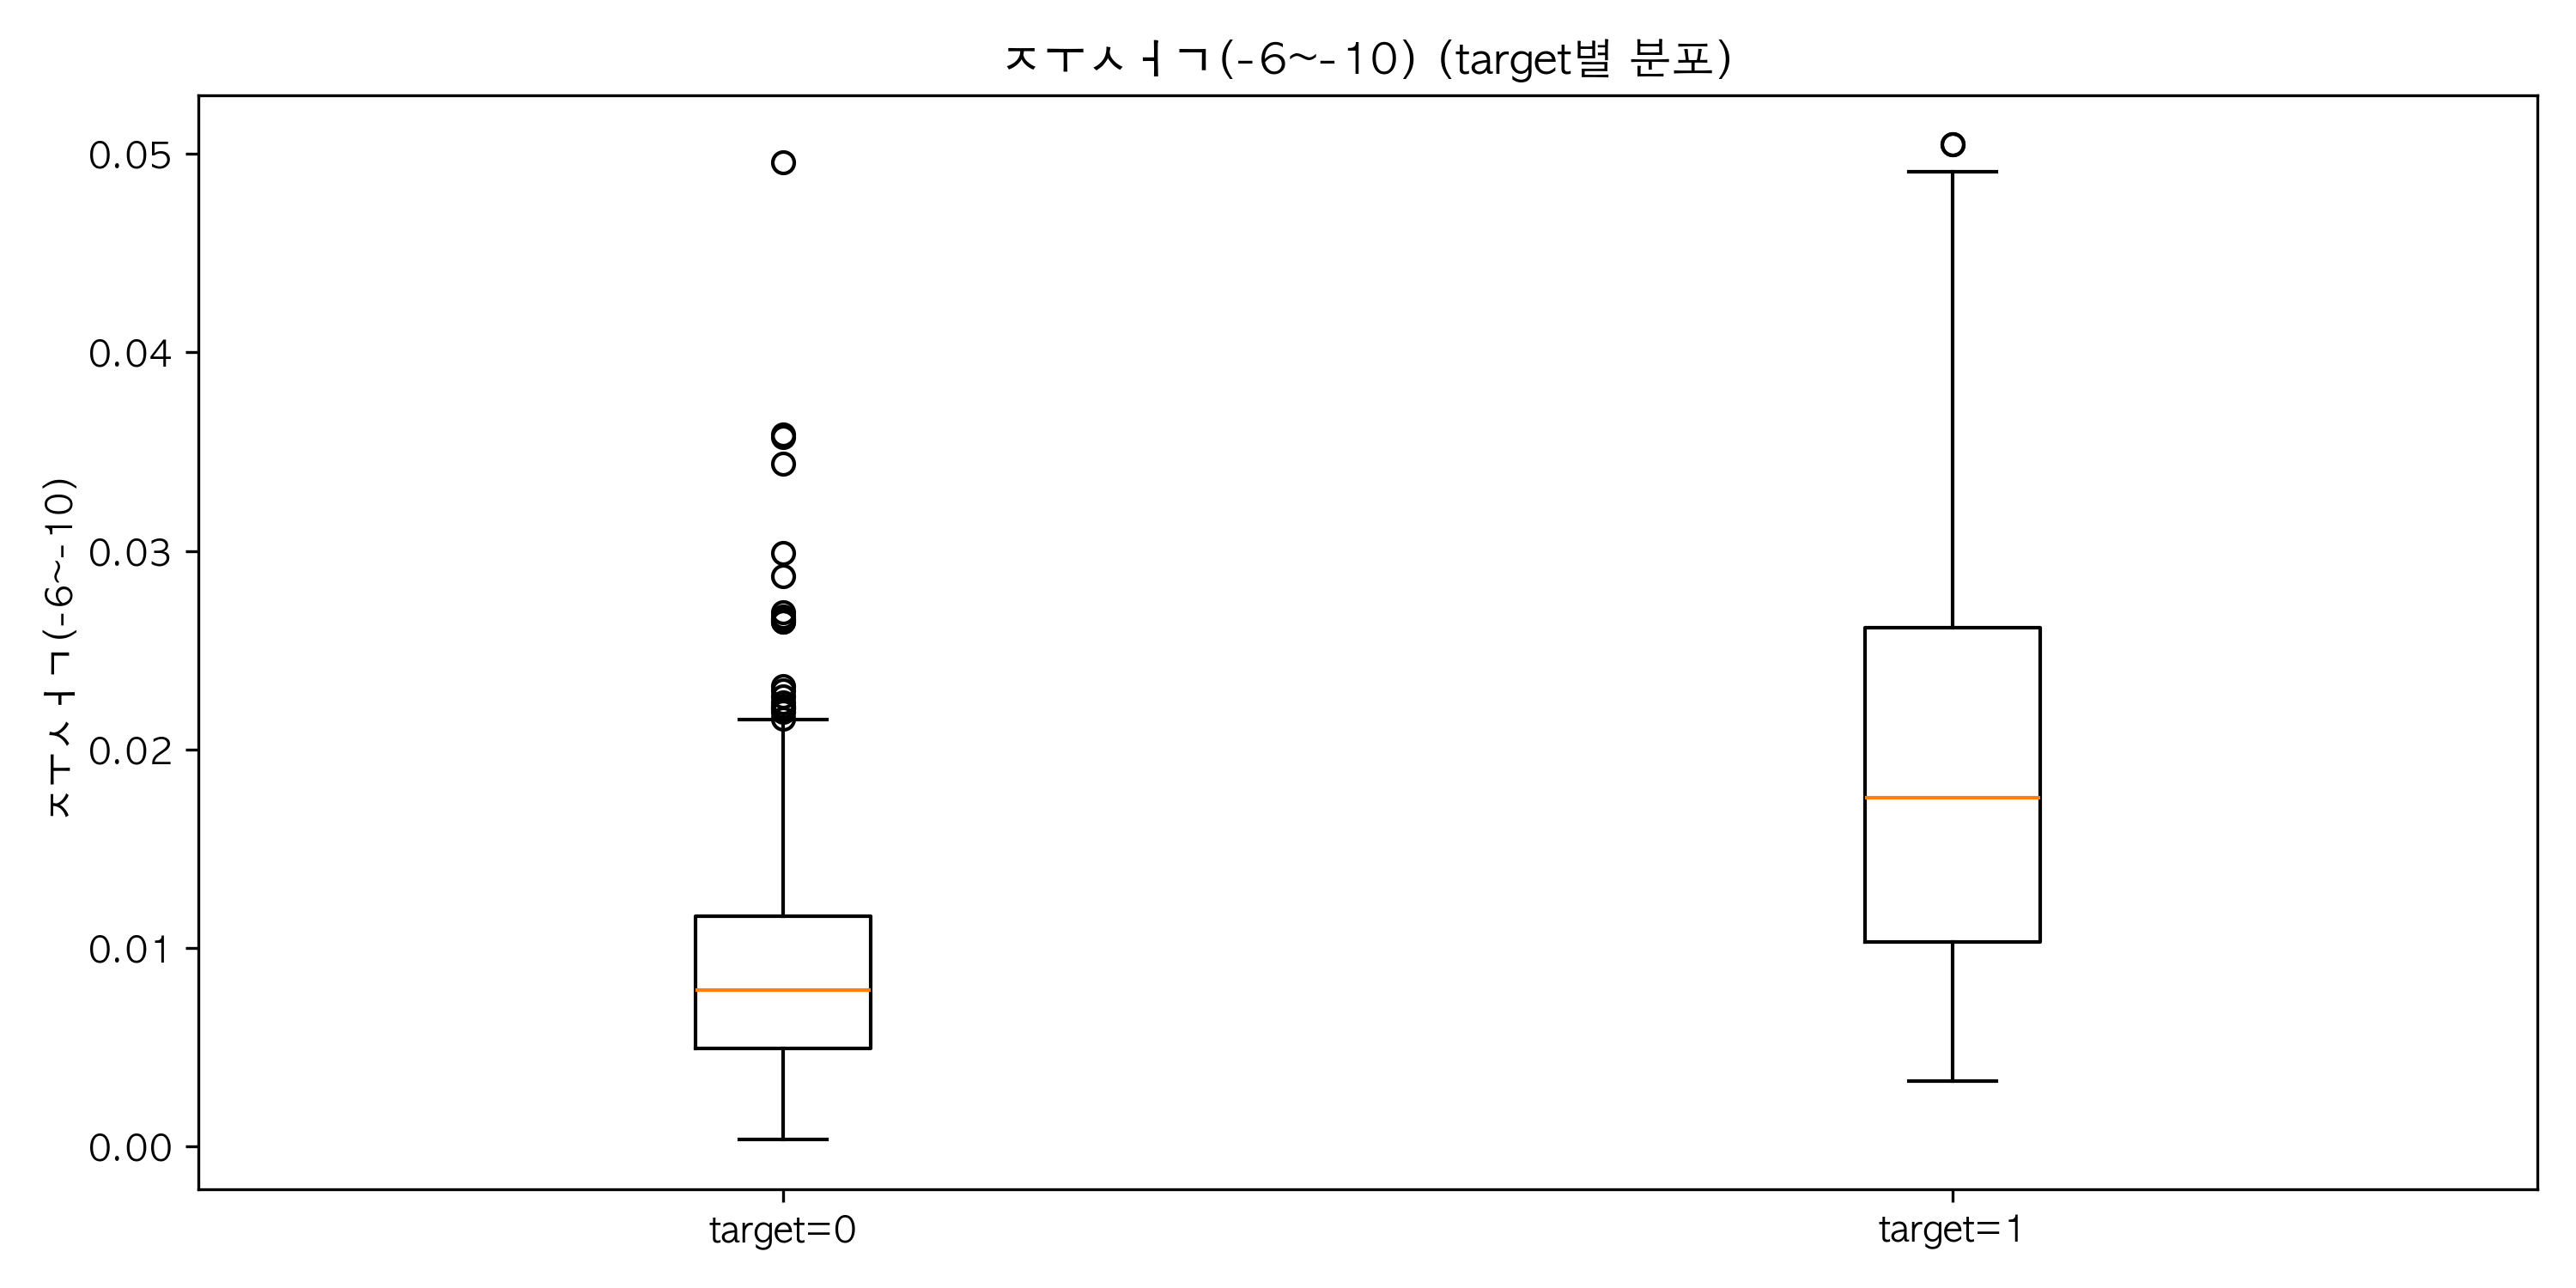 ㅈㅜㅅㅓㄱ(-6~-10) (target별 분포)
ㅈㅜㅅㅓㄱ(-6~-10)
0.05
0.04
0.03
0.02
0.01
0.00
target=0
target=1